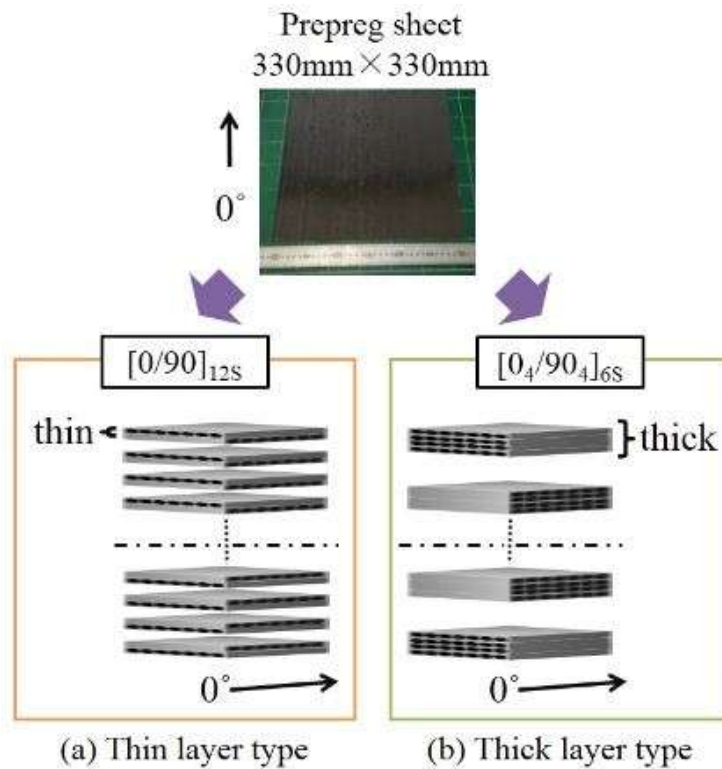 Prepreg sheet
330mm×330mm
0°
[0/90]12S
[04/904]6S
thin
thick
0°
0°
(a) Thin layer type
(b) Thick layer type